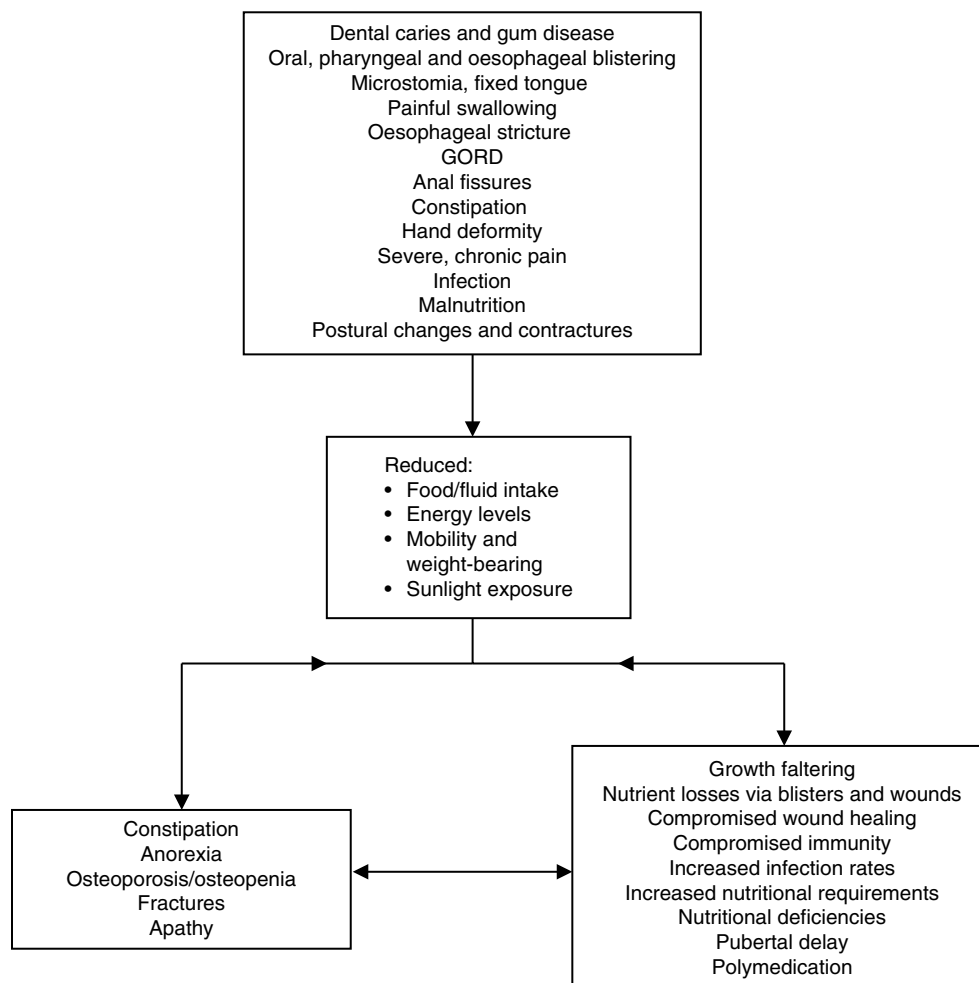 Dental caries and gum disease
Oral, pharyngeal and oesophageal blistering
Microstomia, fixed tongue
Painful swallowing
Oesophageal stricture
GORD
Anal fissures
Constipation
Hand deformity
Severe, chronic pain
Infection
Malnutrition
Postural changes and contractures
Reduced:
• Food/fluid intake
• Energy levels
• Mobility and
weight-bearing
• Sunlight exposure
Constipation
Anorexia
Osteoporosis/osteopenia
Fractures
Apathy
Growth faltering
Nutrient losses via blisters and wounds
Compromised wound healing
Compromised immunity
Increased infection rates
Increased nutritional requirements
Nutritional deficiencies
Pubertal delay
Polymedication